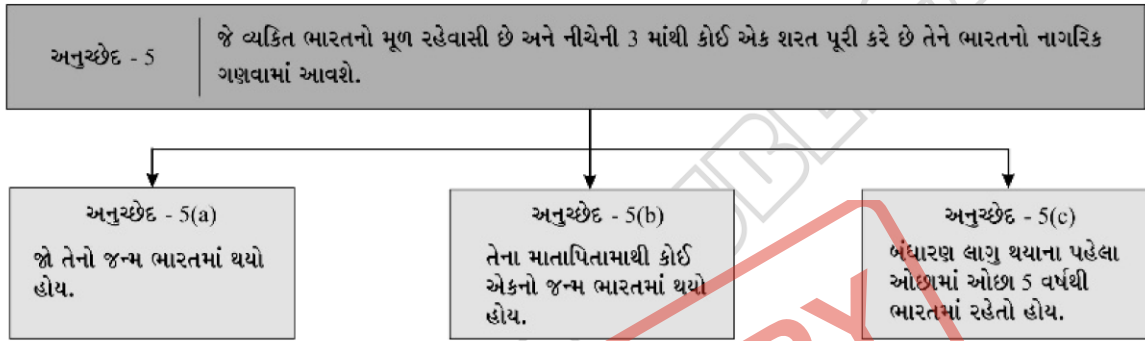 અનુચ્છેદ - 5
જે વ્યકિત ભારતનો મૂળ રહેવાસી છે અને નીચેની 3 માંથી કોઈ એક શરત પૂરી કરે છે તેને ભારતનો નાગરિક
ગણવામાં આવશે.
અનુચ્છેદ - 5(a)
જો તેનો જન્મ ભારતમાં થયો
હોય.
અનુચ્છેદ - 5(b)
તેના માતાપિતામાથી કોઈ
એકનો જન્મ ભારતમાં થયો
હોય.
અનુચ્છેદ - 5(c)
બંધારણ લાગુ થયાના પહેલા
ઓછામાં ઓછા 5 વર્ષથી
ભારતમાં રહેતો હોય.